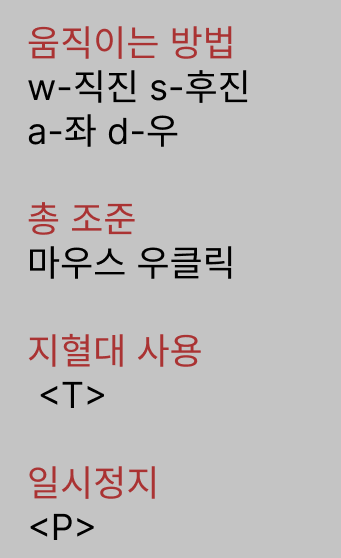 움직이는 방법
w-직진 s-후진
a-좌 d-우
총 조준
마우스 우클릭
지혈대 사용
<T>
일시정지
<P>